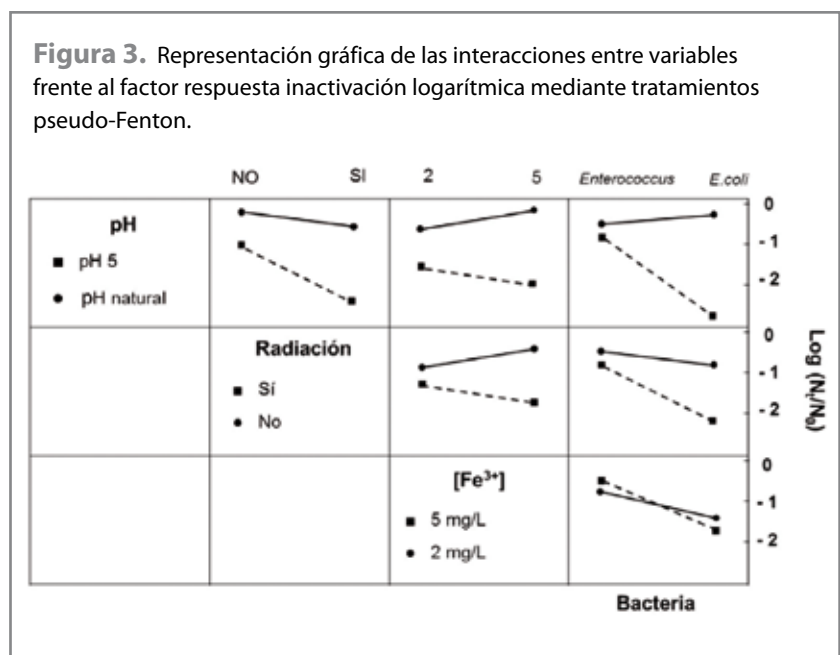 Figura 3. Representación gráfica de las interacciones entre variables
frente al factor respuesta inactivación logarítmica mediante tratamientos
pseudo-Fenton.
NO SI 2 5 Enterococcus E.coli
pH
pH 5
pH natural
0
- 1
- 2
Radiación
Sí
No
0
- 1
- 2
[Fe³⁺]
5 mg/L
2 mg/L
0
- 1
- 2
Log (Nₜ/N₀)
Bacteria